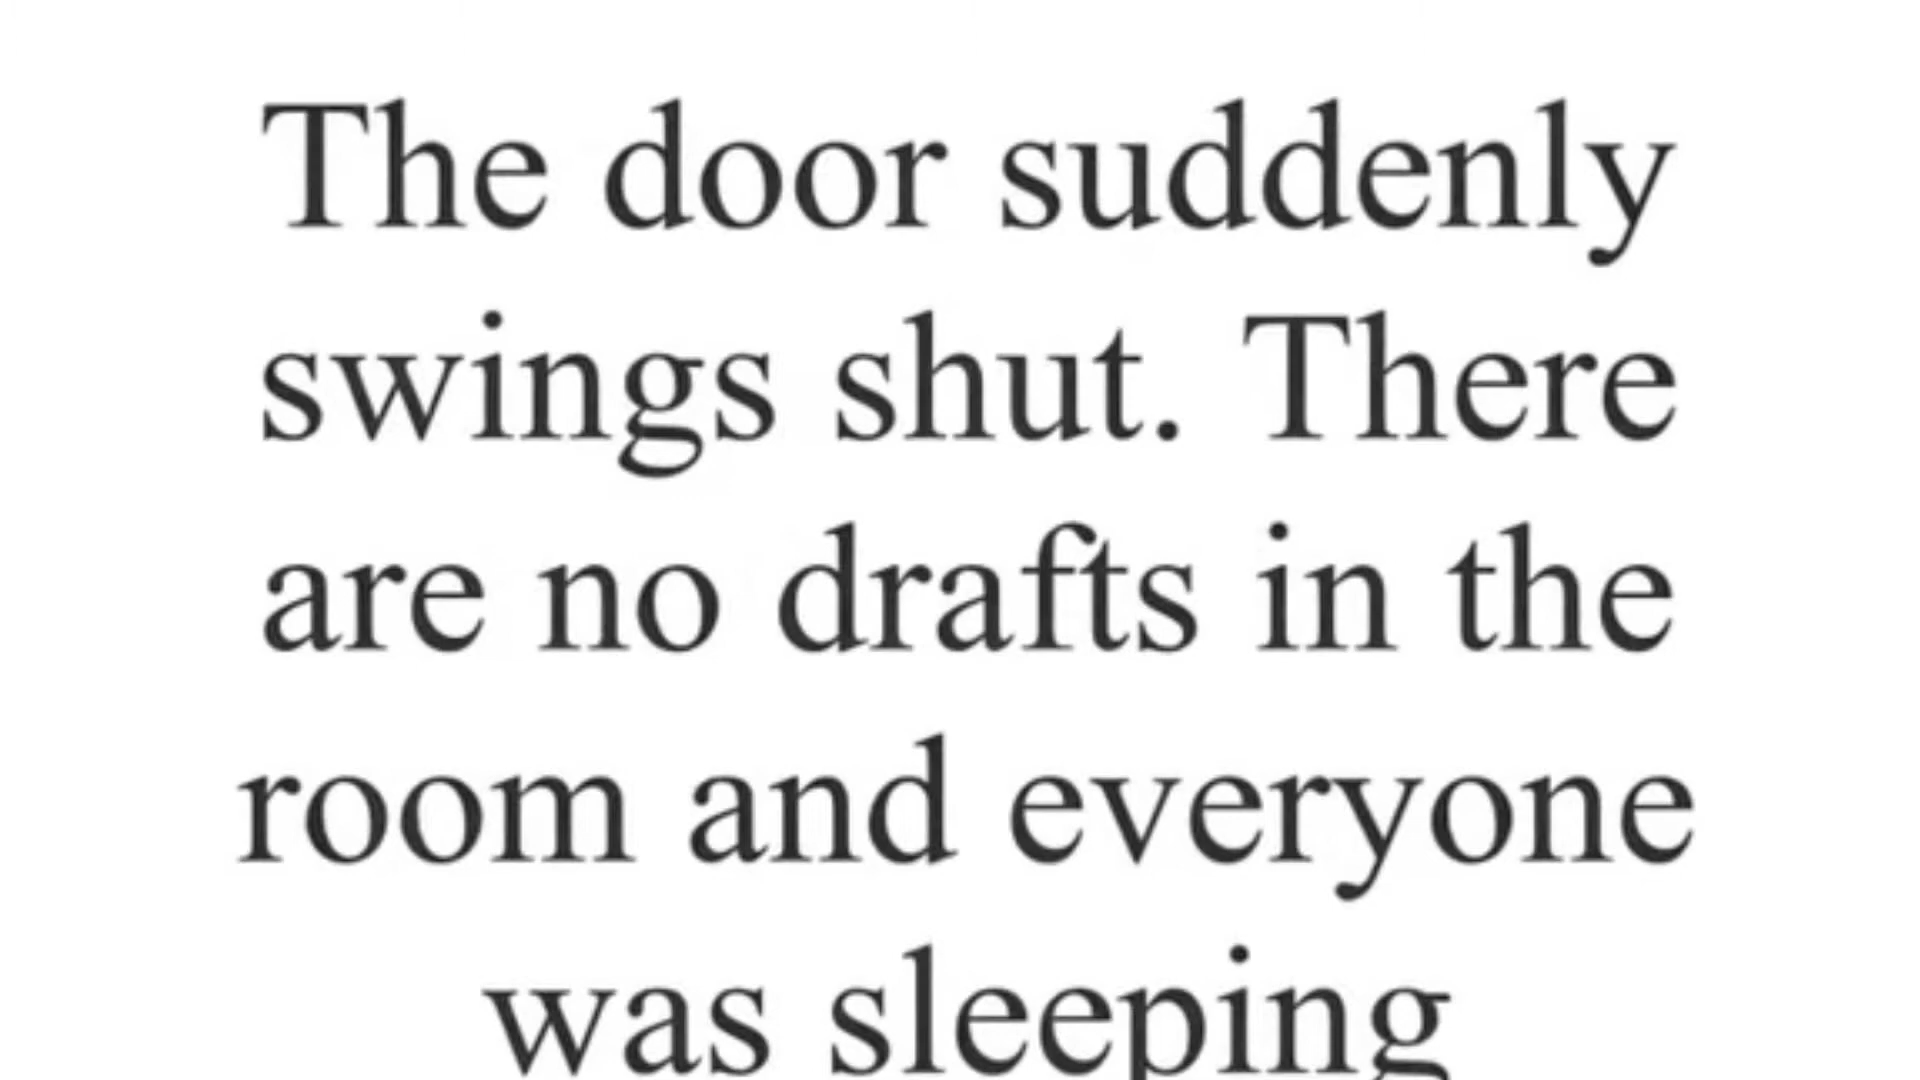 The door suddenly
swings shut. There
are no drafts in the
room and everyone
was sleeping